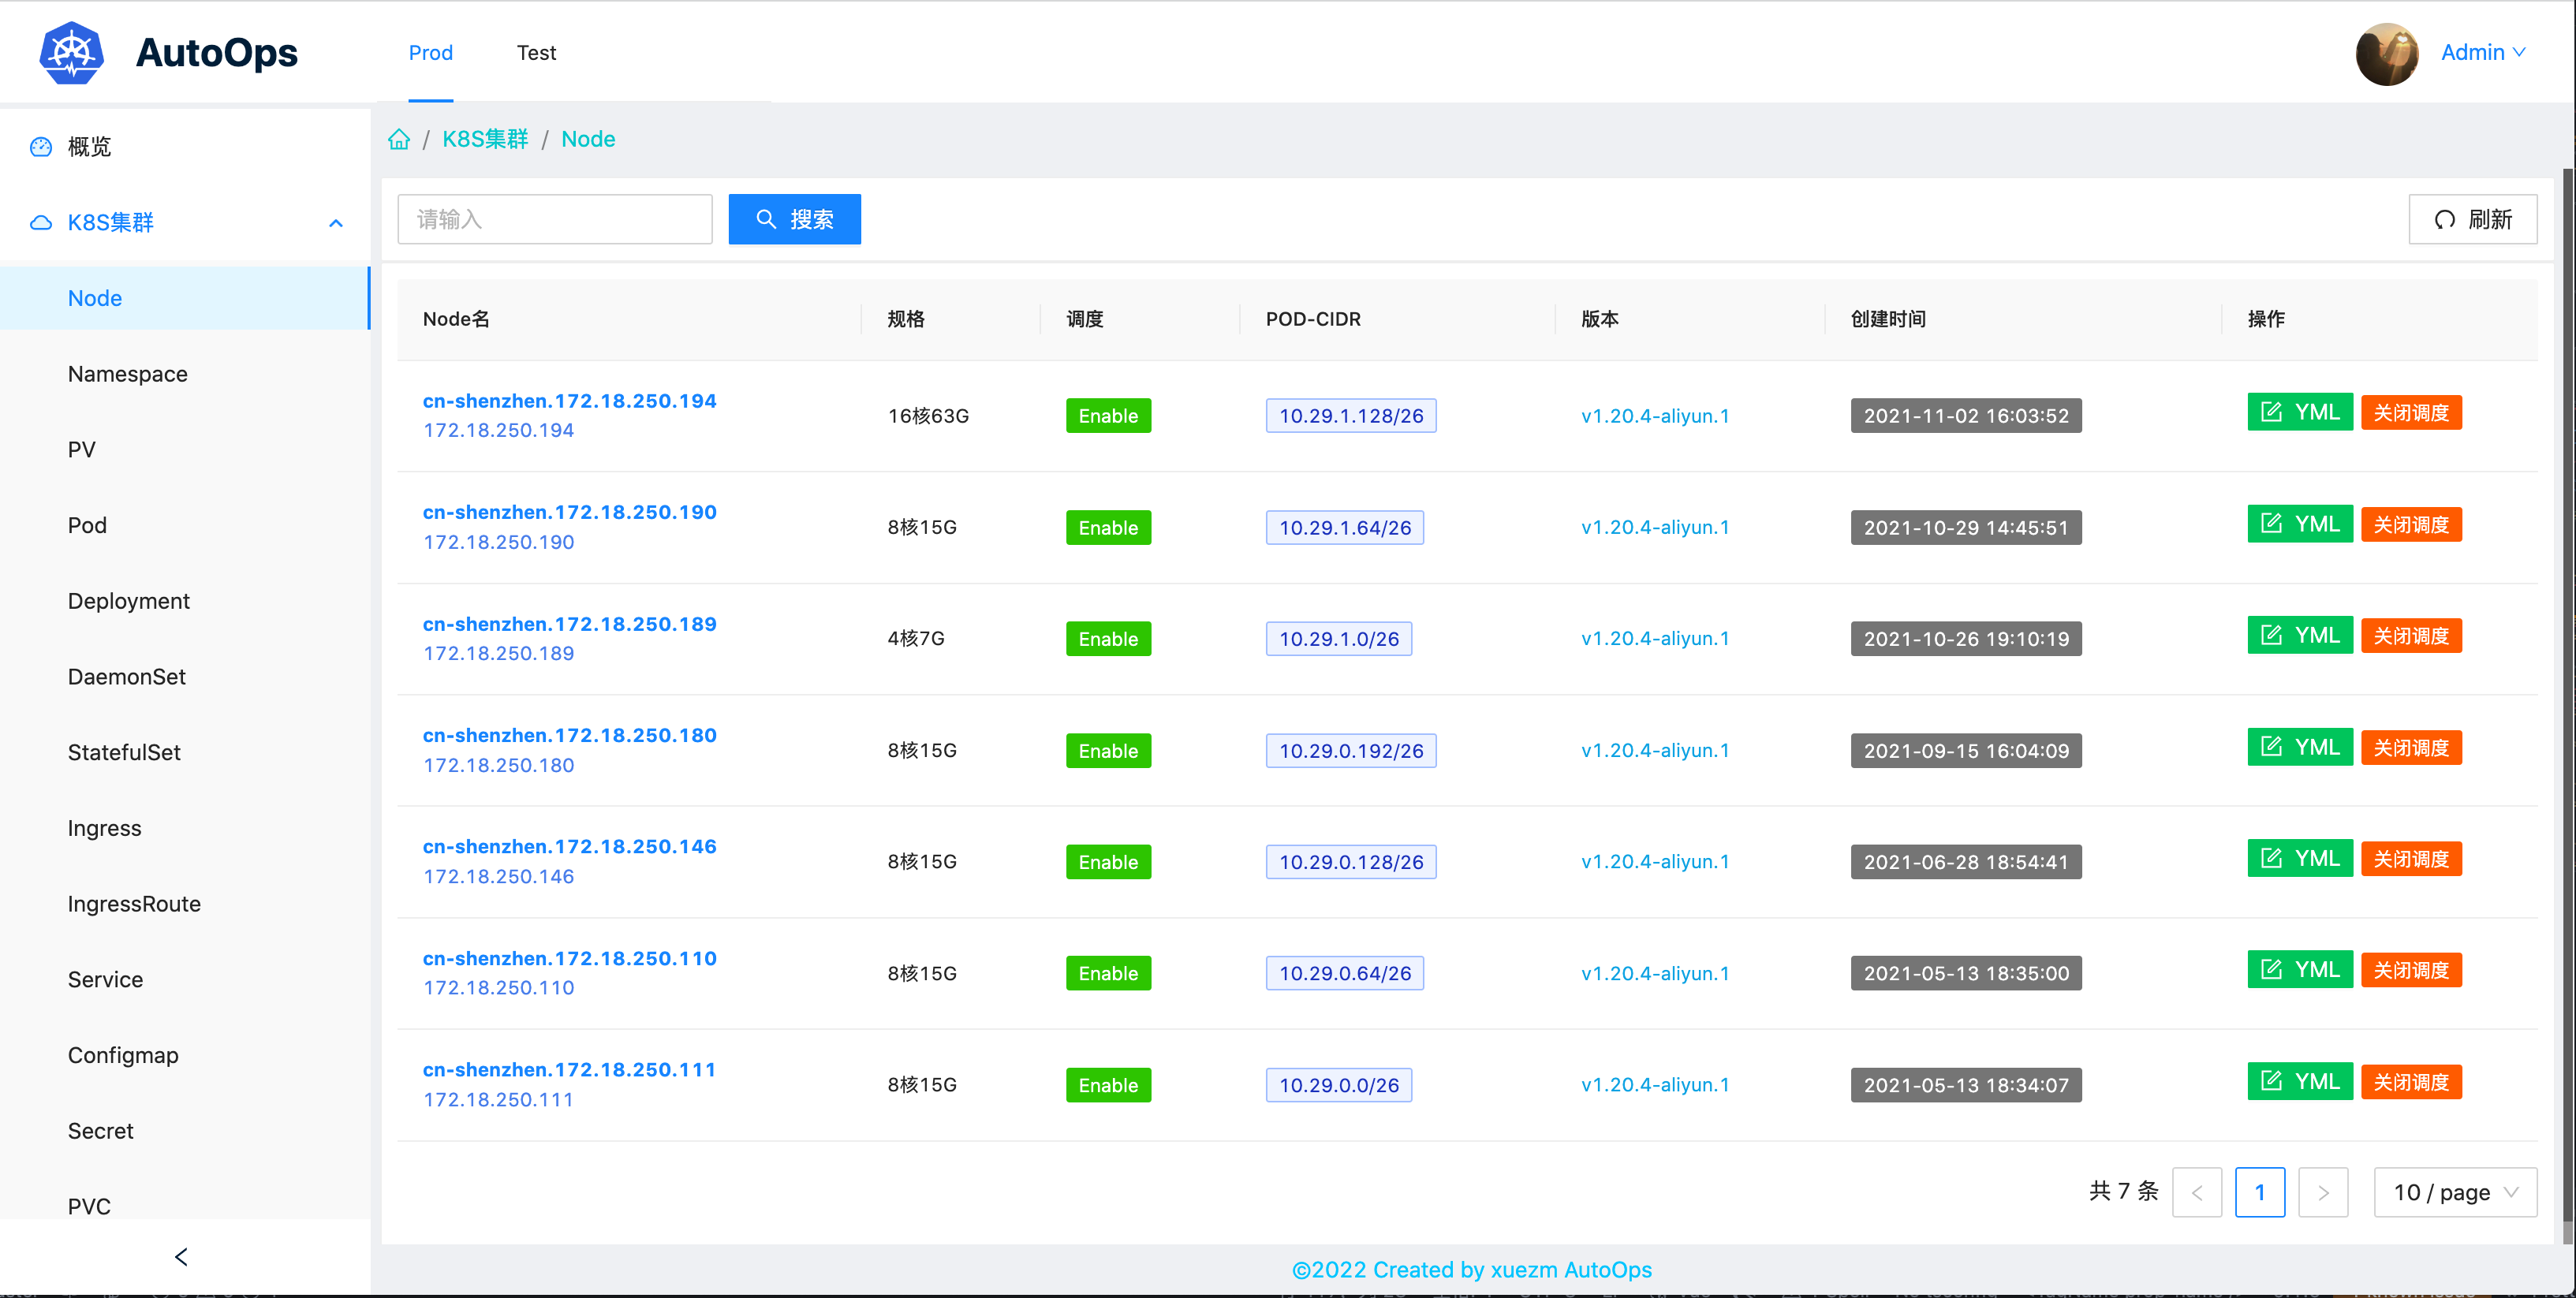 AutoOps
Prod
Test
Admin
概览
K8S集群
Node
Namespace
PV
Pod
Deployment
DaemonSet
StatefulSet
Ingress
IngressRoute
Service
Configmap
Secret
PVC
/ K8S集群 / Node
请输入
搜索
刷新
Node名 规格 调度 POD-CIDR 版本 创建时间 操作
cn-shenzhen.172.18.250.194
172.18.250.194
16核63G Enable 10.29.1.128/26 v1.20.4-aliyun.1 2021-11-02 16:03:52 YML 关闭调度
cn-shenzhen.172.18.250.190
172.18.250.190
8核15G Enable 10.29.1.64/26 v1.20.4-aliyun.1 2021-10-29 14:45:51 YML 关闭调度
cn-shenzhen.172.18.250.189
172.18.250.189
4核7G Enable 10.29.1.0/26 v1.20.4-aliyun.1 2021-10-26 19:10:19 YML 关闭调度
cn-shenzhen.172.18.250.180
172.18.250.180
8核15G Enable 10.29.0.192/26 v1.20.4-aliyun.1 2021-09-15 16:04:09 YML 关闭调度
cn-shenzhen.172.18.250.146
172.18.250.146
8核15G Enable 10.29.0.128/26 v1.20.4-aliyun.1 2021-06-28 18:54:41 YML 关闭调度
cn-shenzhen.172.18.250.110
172.18.250.110
8核15G Enable 10.29.0.64/26 v1.20.4-aliyun.1 2021-05-13 18:35:00 YML 关闭调度
cn-shenzhen.172.18.250.111
172.18.250.111
8核15G Enable 10.29.0.0/26 v1.20.4-aliyun.1 2021-05-13 18:34:07 YML 关闭调度
共 7 条 < 1 > 10 / page
©2022 Created by xuezm AutoOps